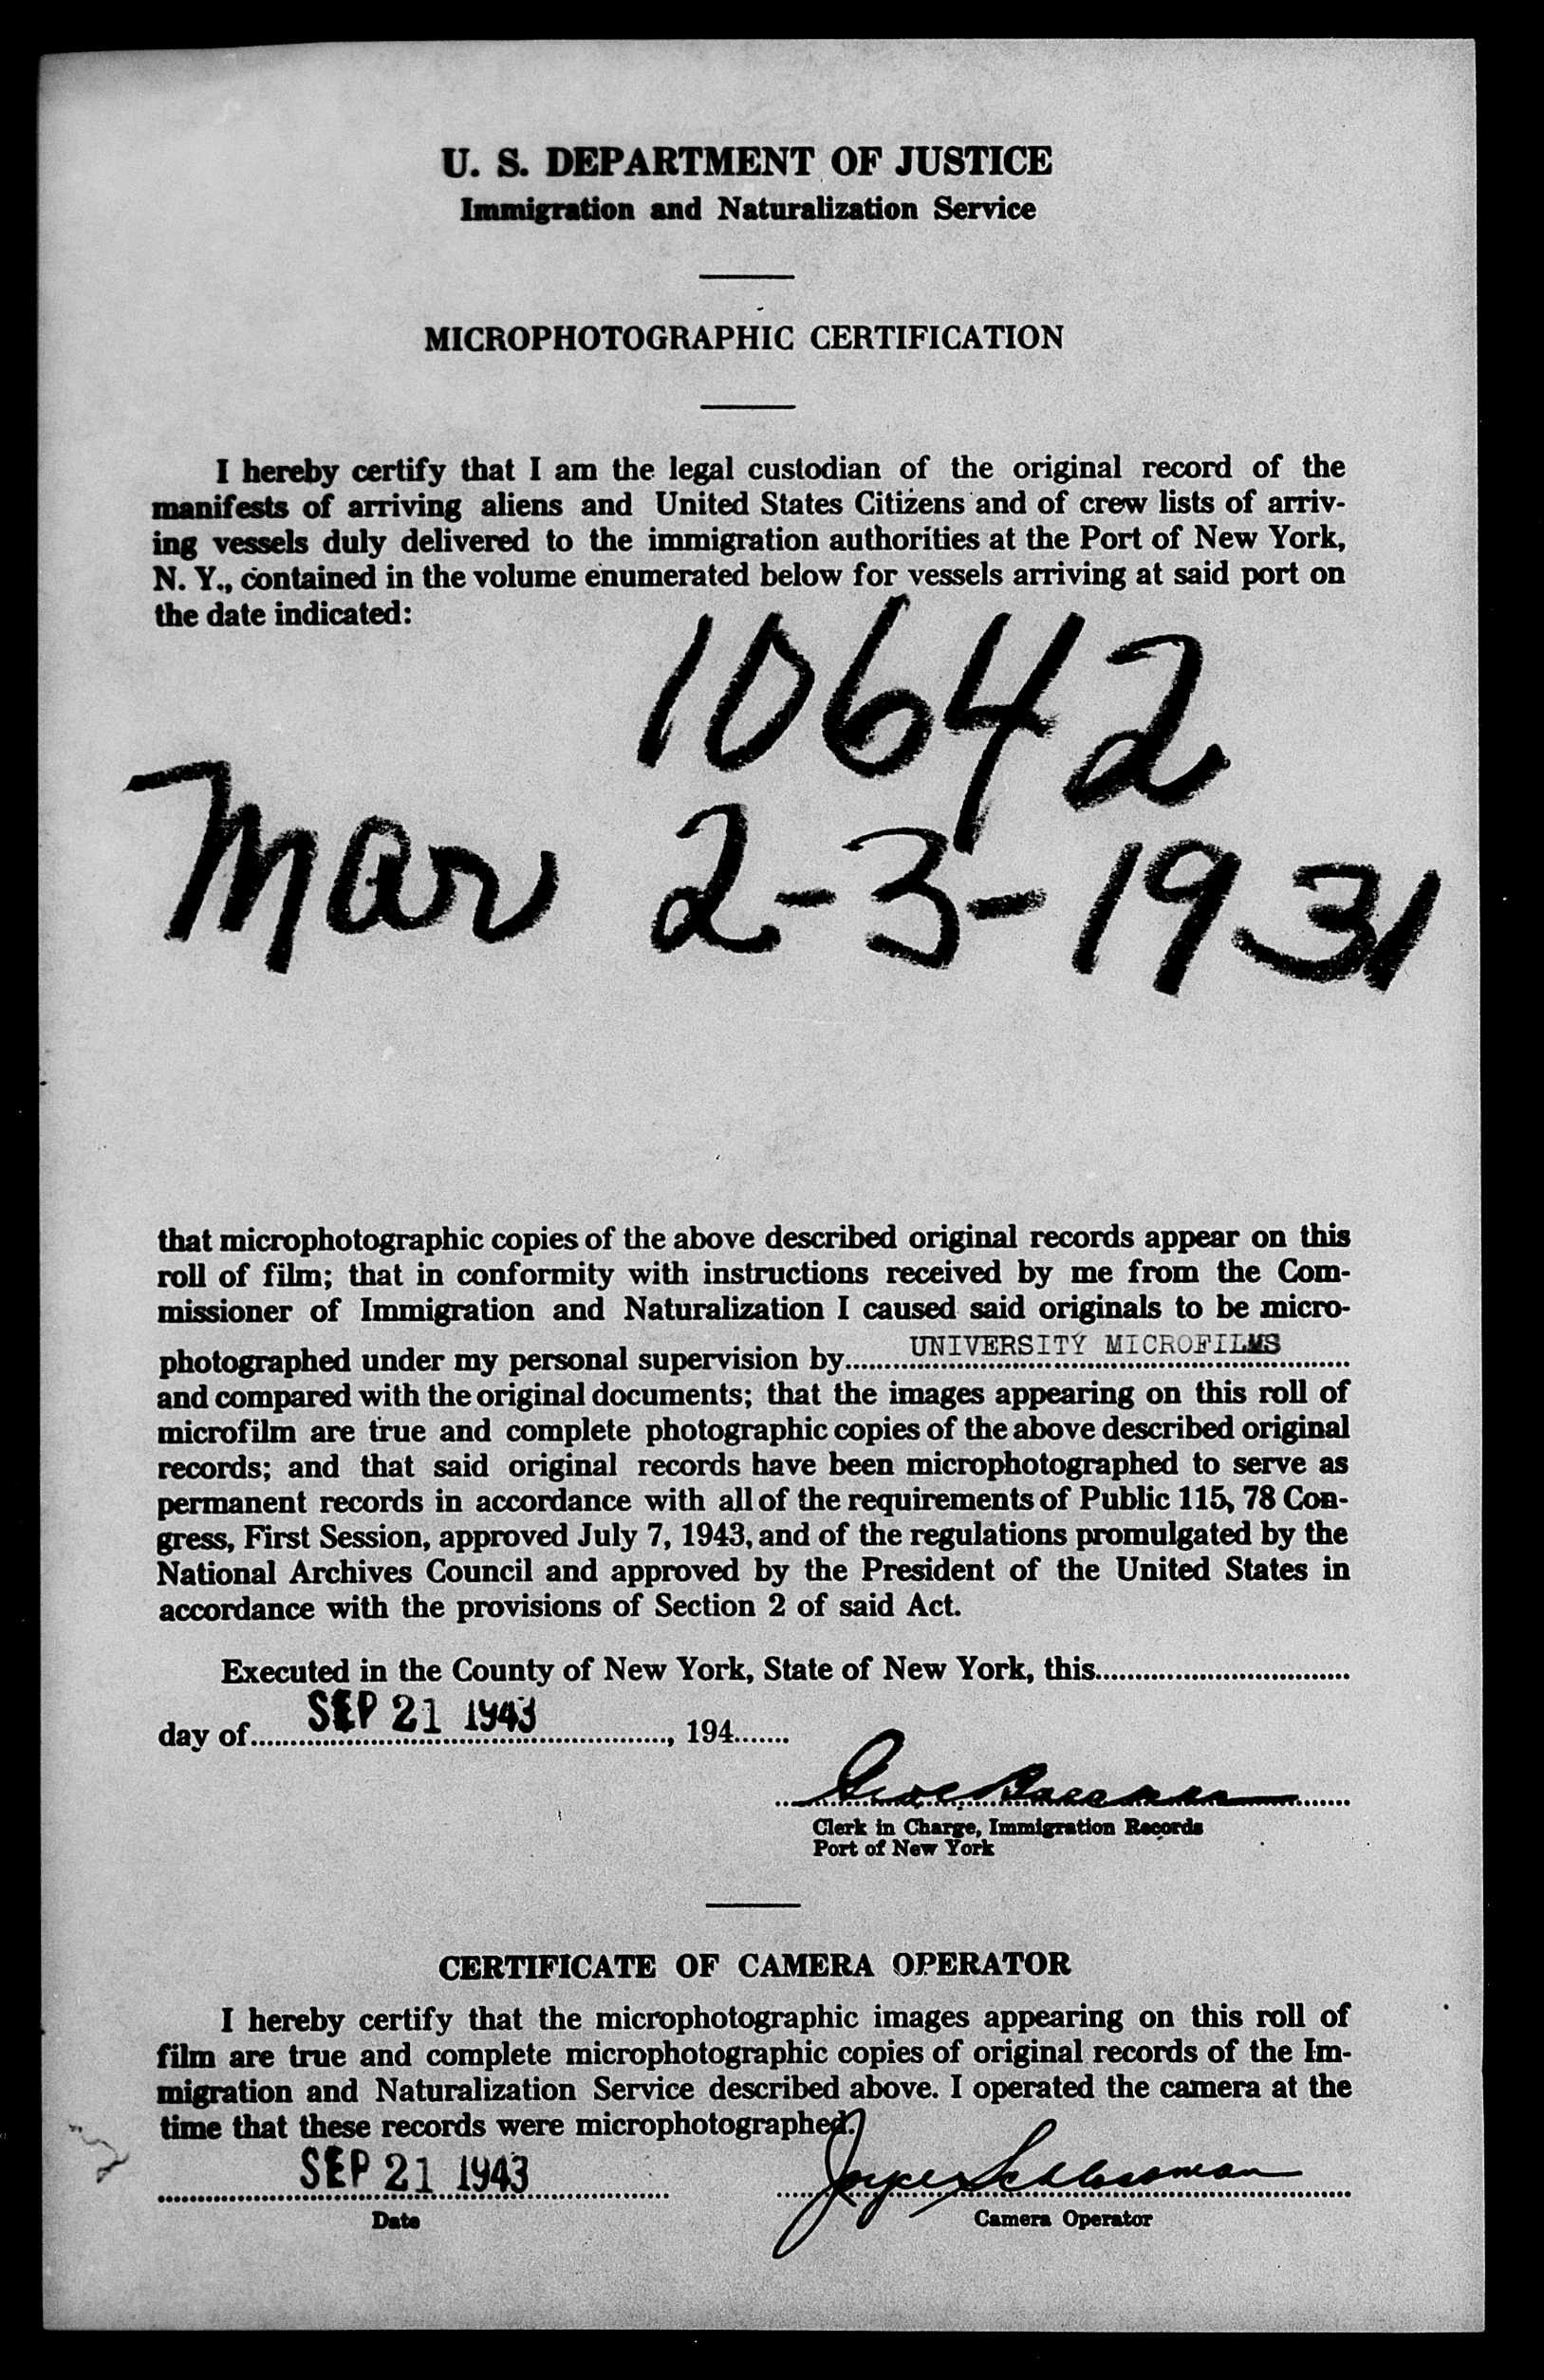 U. S. DEPARTMENT OF JUSTICE
Immigration and Naturalization Service
MICROPHOTOGRAPHIC CERTIFICATION
I hereby certify that I am the legal custodian of the original record of the
manifests of arriving aliens and United States Citizens and of crew lists of arriv-
ing vessels duly delivered to the immigration authorities at the Port of New York,
N. Y., contained in the volume enumerated below for vessels arriving at said port on
the date indicated:
10642
Mar 2-3-1931
that microphotographic copies of the above described original records appear on this
roll of film; that in conformity with instructions received by me from the Com-
missioner of Immigration and Naturalization I caused said originals to be micro-
photographed under my personal supervision by UNIVERSITY MICROFILMS
and compared with the original documents; that the images appearing on this roll of
microfilm are true and complete photographic copies of the above described original
records; and that said original records have been microphotographed to serve as
permanent records in accordance with all of the requirements of Public 115, 78 Con-
gress, First Session, approved July 7, 1943, and of the regulations promulgated by the
National Archives Council and approved by the President of the United States in
accordance with the provisions of Section 2 of said Act.
Executed in the County of New York, State of New York, this
day of SEP 21 1943, 194
Clerk in Charge, Immigration Records
Port of New York
CERTIFICATE OF CAMERA OPERATOR
I hereby certify that the microphotographic images appearing on this roll of
film are true and complete microphotographic copies of original records of the Im-
migration and Naturalization Service described above. I operated the camera at the
time that these records were microphotographed.
SEP 21 1943
Date
Camera Operator